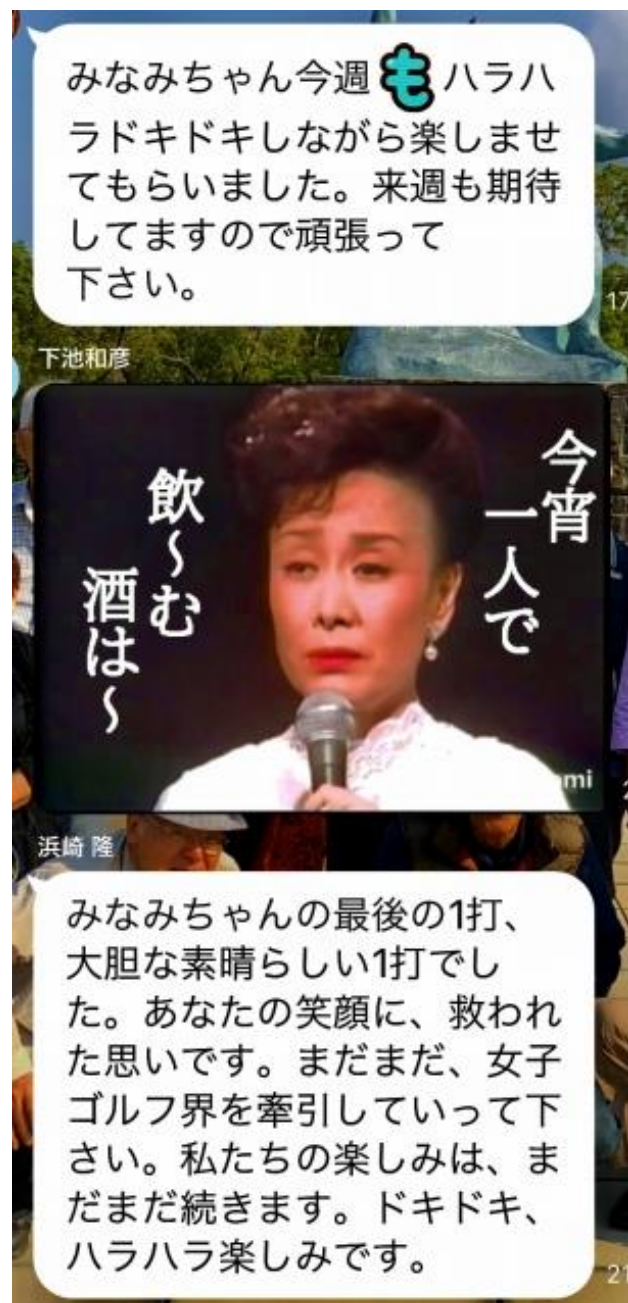 みなみちゃん今週もハラハ
ラドキドキしながら楽しませ
てもらいました。来週も期待
してますので頑張って
下さい。
17
下池和彦
今宵
一人で
飲～む
酒は～
omi
浜崎 隆
みなみちゃんの最後の1打、
大胆な素晴らしい1打でし
た。あなたの笑顔に、救われ
た思いです。まだまだ、女子
ゴルフ界を牽引していって下
さい。私たちの楽しみは、ま
だまだ続きます。ドキドキ、
ハラハラ楽しみです。
21